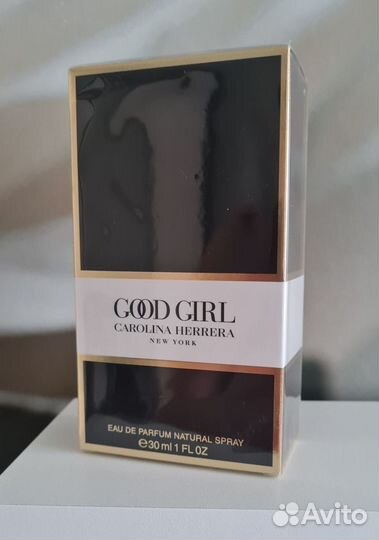 GOOD GIRL
CAROLINA HERRERA
NEW YORK
EAU DE PARFUM NATURAL SPRAY
℮30 ml 1 FL OZ
Avito